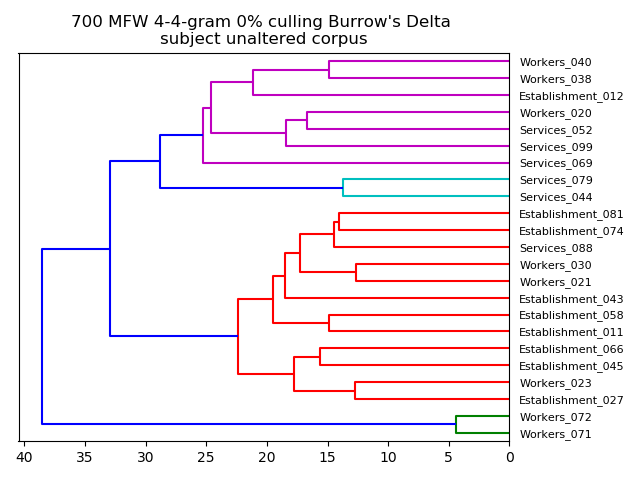 700 MFW 4-4-gram 0% culling Burrow's Delta
subject unaltered corpus
Workers_040
Workers_038
Establishment_012
Workers_020
Services_052
Services_099
Services_069
Services_079
Services_044
Establishment_081
Establishment_074
Services_088
Workers_030
Workers_021
Establishment_043
Establishment_058
Establishment_011
Establishment_066
Establishment_045
Workers_023
Establishment_027
Workers_072
Workers_071
40 35 30 25 20 15 10 5 0